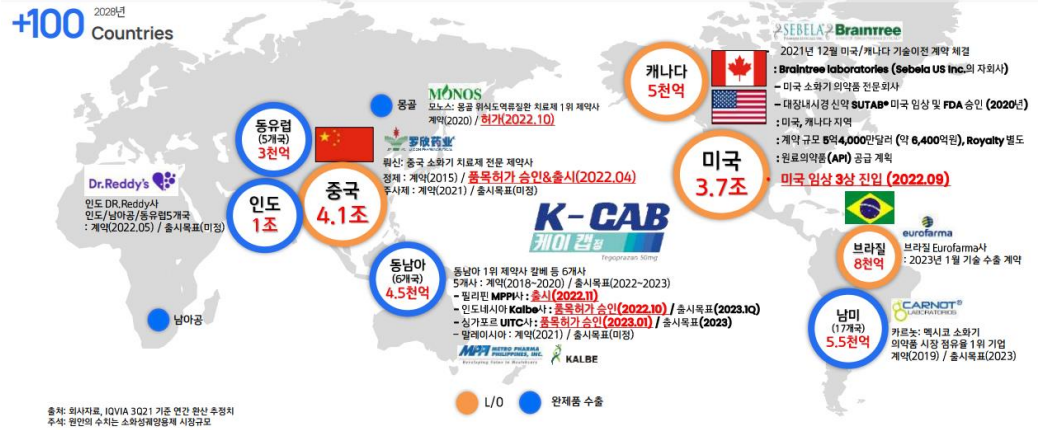 +100
2028년
Countries
SEBELA
Braintree
2021년 12월 미국/캐나다 기술이전 계약 체결
: Braintree laboratories (Sebela US Inc.의 자회사)
– 미국 소화기 의약품 전문회사
– 대장내시경 신약 SUTAB® 미국 임상 및 FDA 승인 (2020년)
: 미국, 캐나다 지역
: 계약 규모 5억4,000만달러 (약 6,400억원), Royalty 별도
: 원료의약품(API) 공급 계획
• 미국 임상 3상 진입 (2022.09)
캐나다
5천억
미국
3.7조
몽골
MONOS
모노스: 몽골 위식도역류질환 치료제 1위 제약사
계약(2020) / 허가(2022.10)
동유럽
(5개국)
3천억
罗欣药业
뤄신: 중국 소화기 치료제 전문 제약사
정제 : 계약(2015) / 품목허가 승인&출시(2022.04)
주사제 : 계약(2021) / 출시목표(미정)
중국
4.1조
Dr.Reddy's
인도 DR.Reddy사
인도/남아공/동유럽5개국
: 계약(2022.05) / 출시목표(미정)
인도
1조
K-CAB
케이캡정
Tegoprazan 50mg
동남아
(6개국)
4.5천억
동남아 1위 제약사 칼베 등 6개사
5개사 : 계약(2018~2020) / 출시목표(2022~2023)
– 필리핀 MPPI사 : 출시(2022.11)
– 인도네시아 Kalbe사 : 품목허가 승인(2022.10) / 출시목표(2023.1Q)
– 싱가포르 UITC사 : 품목허가 승인(2023.01) / 출시목표(2023)
– 말레이시아 : 계약(2021) / 출시목표(미정)
MPPI METRO PHARMA
PHILIPPINES, INC.
KALBE
남아공
eurofarma
브라질
8천억
브라질 Eurofarma사
: 2023년 1월 기술 수출 계약
남미
(17개국)
5.5천억
CARNOT®
LABORATORIOS
카르놋: 멕시코 소화기
의약품 시장 점유율 1위 기업
계약(2019) / 출시목표(2023)
L/O
완제품 수출
출처: 회사자료, IQVIA 3Q21 기준 연간 환산 추정치
주석: 원안의 수치는 소화성궤양용제 시장규모